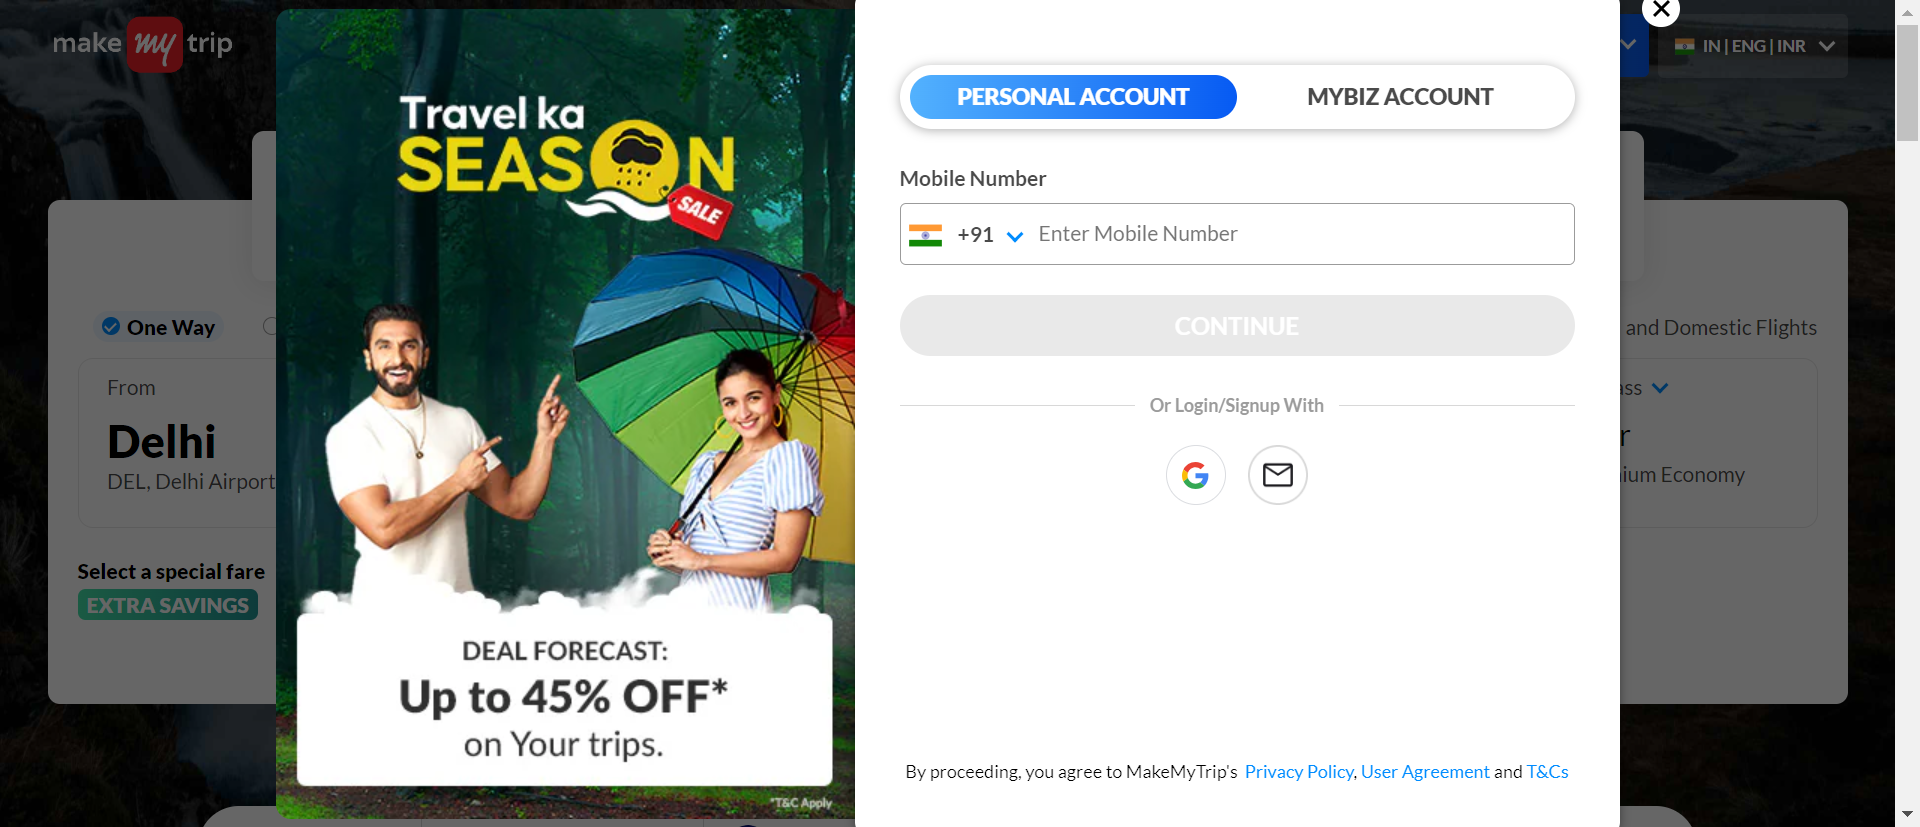 make my trip
IN | ENG | INR
Travel ka
SEASON
SALE
DEAL FORECAST:
Up to 45% OFF*
on Your trips.
*T&C Apply
PERSONAL ACCOUNT
MYBIZ ACCOUNT
Mobile Number
+91 Enter Mobile Number
CONTINUE
Or Login/Signup With
G
By proceeding, you agree to MakeMyTrip's Privacy Policy, User Agreement and T&Cs
One Way
and Domestic Flights
From
Delhi
DEL, Delhi Airport
Economy
Select a special fare
EXTRA SAVINGS